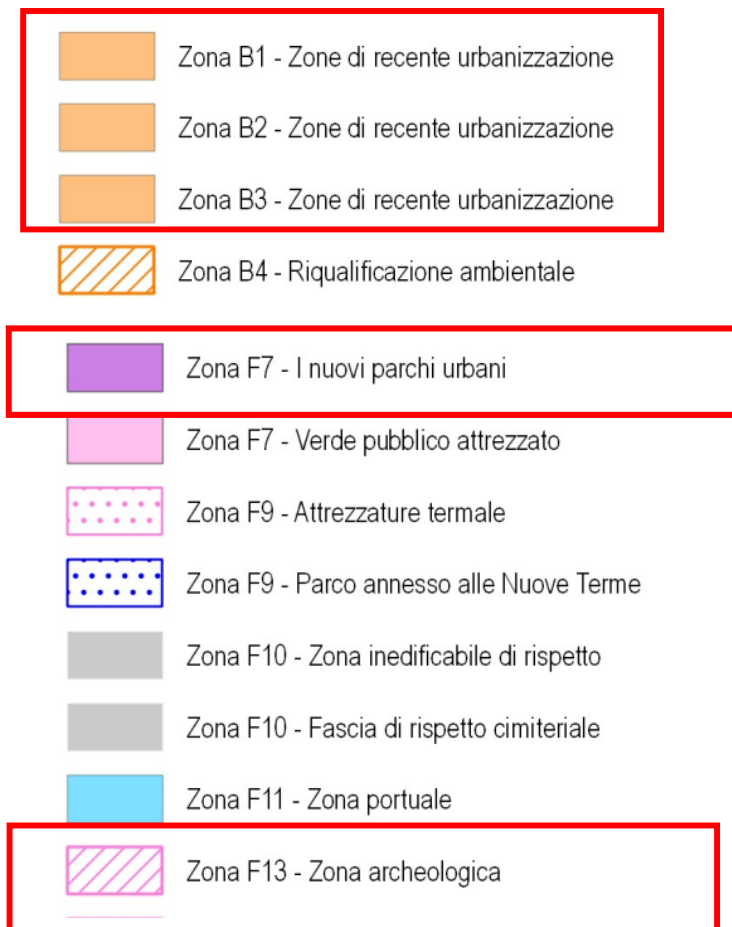 Zona B1 - Zone di recente urbanizzazione
Zona B2 - Zone di recente urbanizzazione
Zona B3 - Zone di recente urbanizzazione
Zona B4 - Riqualificazione ambientale
Zona F7 - I nuovi parchi urbani
Zona F7 - Verde pubblico attrezzato
Zona F9 - Attrezzature termale
Zona F9 - Parco annesso alle Nuove Terme
Zona F10 - Zona inedificabile di rispetto
Zona F10 - Fascia di rispetto cimiteriale
Zona F11 - Zona portuale
Zona F13 - Zona archeologica